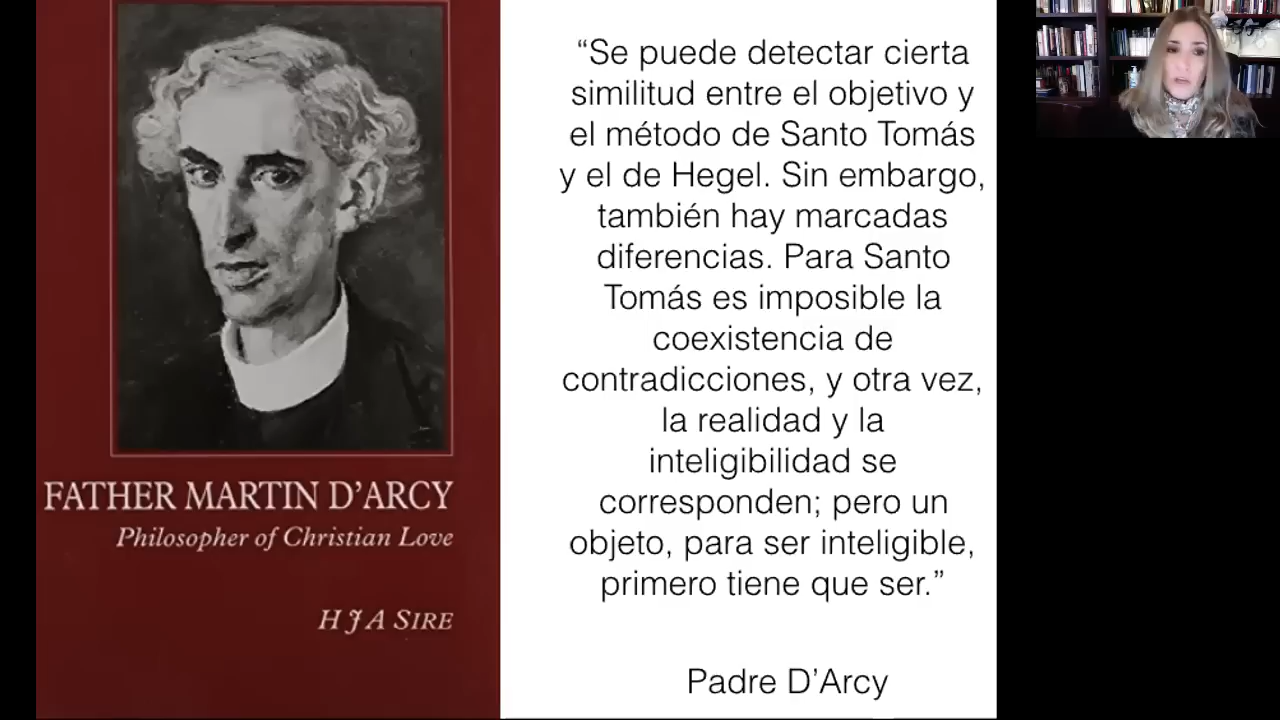 FATHER MARTIN D'ARCY
Philosopher of Christian Love
H J A SIRE
“Se puede detectar cierta
similitud entre el objetivo y
el método de Santo Tomás
y el de Hegel. Sin embargo,
también hay marcadas
diferencias. Para Santo
Tomás es imposible la
coexistencia de
contradicciones, y otra vez,
la realidad y la
inteligibilidad se
corresponden; pero un
objeto, para ser inteligible,
primero tiene que ser.”
Padre D’Arcy